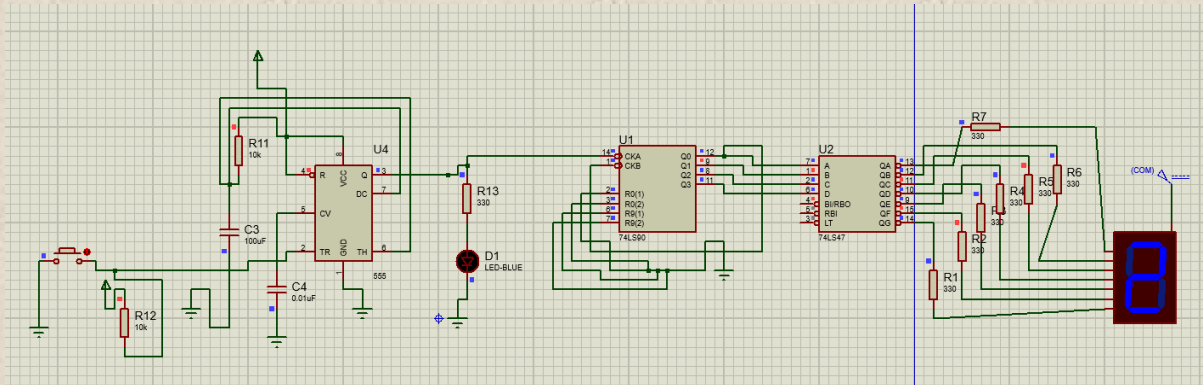 R11
10k
U4
4
R
VCC
8
Q
3
DC
7
5
CV
2
TR
GND
1
TH
6
555
C3
100uF
C4
0.01uF
R12
10k
R13
330
D1
LED-BLUE
U1
14
CKA
1
CKB
Q0
12
Q1
9
Q2
8
Q3
11
2
R0(1)
3
R0(2)
6
R9(1)
7
R9(2)
74LS90
U2
7
A
1
B
2
C
6
D
4
BI/RBO
5
RBI
3
LT
QA
13
QB
12
QC
11
QD
10
QE
9
QF
15
QG
14
74LS47
R7
330
R6
330
R5
330
R4
330
R2
330
R1
330
(COM)